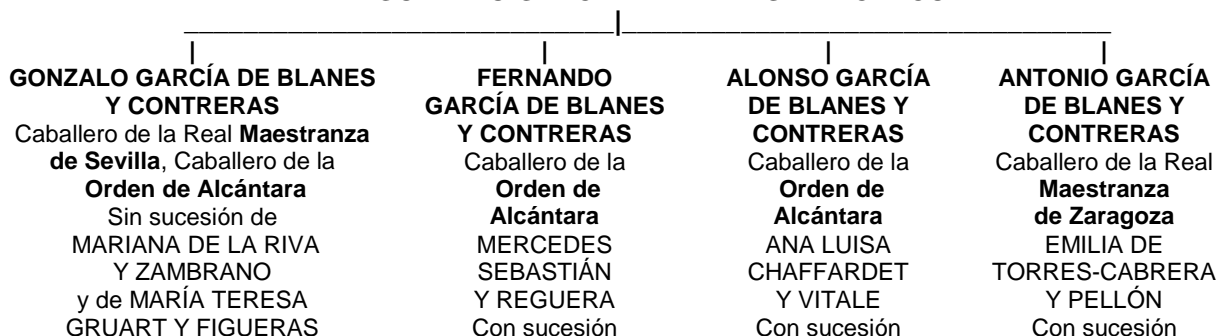 GONZALO GARCÍA DE BLANES
Y CONTRERAS
Caballero de la Real Maestranza
de Sevilla, Caballero de la
Orden de Alcántara
Sin sucesión de
MARIANA DE LA RIVA
Y ZAMBRANO
y de MARÍA TERESA
GRUART Y FIGUERAS
FERNANDO
GARCÍA DE BLANES
Y CONTRERAS
Caballero de la
Orden de
Alcántara
MERCEDES
SEBASTIÁN
Y REGUERA
Con sucesión
ALONSO GARCÍA
DE BLANES Y
CONTRERAS
Caballero de la
Orden de
Alcántara
ANA LUISA
CHAFFARDET
Y VITALE
Con sucesión
ANTONIO GARCÍA
DE BLANES Y
CONTRERAS
Caballero de la Real
Maestranza
de Zaragoza
EMILIA DE
TORRES-CABRERA
Y PELLÓN
Con sucesión